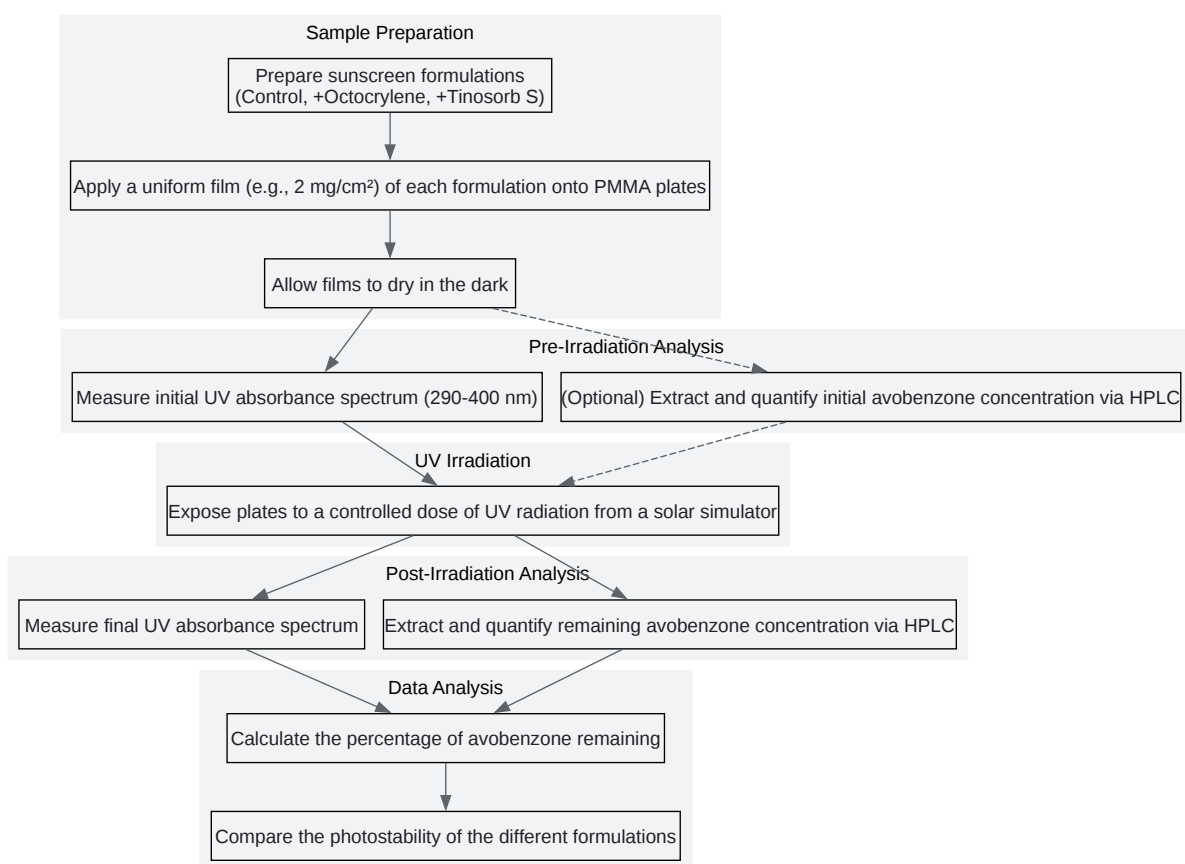 Sample Preparation
Prepare sunscreen formulations
(Control, +Octocrylene, +Tinosorb S)
Apply a uniform film (e.g., 2 mg/cm²) of each formulation onto PMMA plates
Allow films to dry in the dark
Pre-Irradiation Analysis
Measure initial UV absorbance spectrum (290-400 nm)
(Optional) Extract and quantify initial avobenzone concentration via HPLC
UV Irradiation
Expose plates to a controlled dose of UV radiation from a solar simulator
Post-Irradiation Analysis
Measure final UV absorbance spectrum
Extract and quantify remaining avobenzone concentration via HPLC
Data Analysis
Calculate the percentage of avobenzone remaining
Compare the photostability of the different formulations